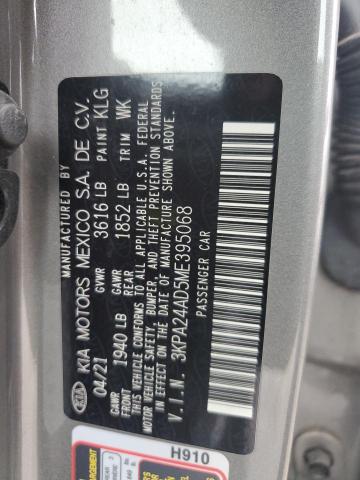 KIA
MANUFACTURED BY
KIA MOTORS MEXICO S.A. DE C.V.
04/21 GVWR 3616 LB PAINT KLG
GAWR FRONT 1940 LB GAWR REAR 1852 LB TRIM WK
THIS VEHICLE CONFORMS TO ALL APPLICABLE U.S.A. FEDERAL
MOTOR VEHICLE SAFETY, BUMPER, AND THEFT PREVENTION STANDARDS
IN EFFECT ON THE DATE OF MANUFACTURE SHOWN ABOVE.
V.I.N. 3KPA24AD5ME395068
PASSENGER CAR
H910